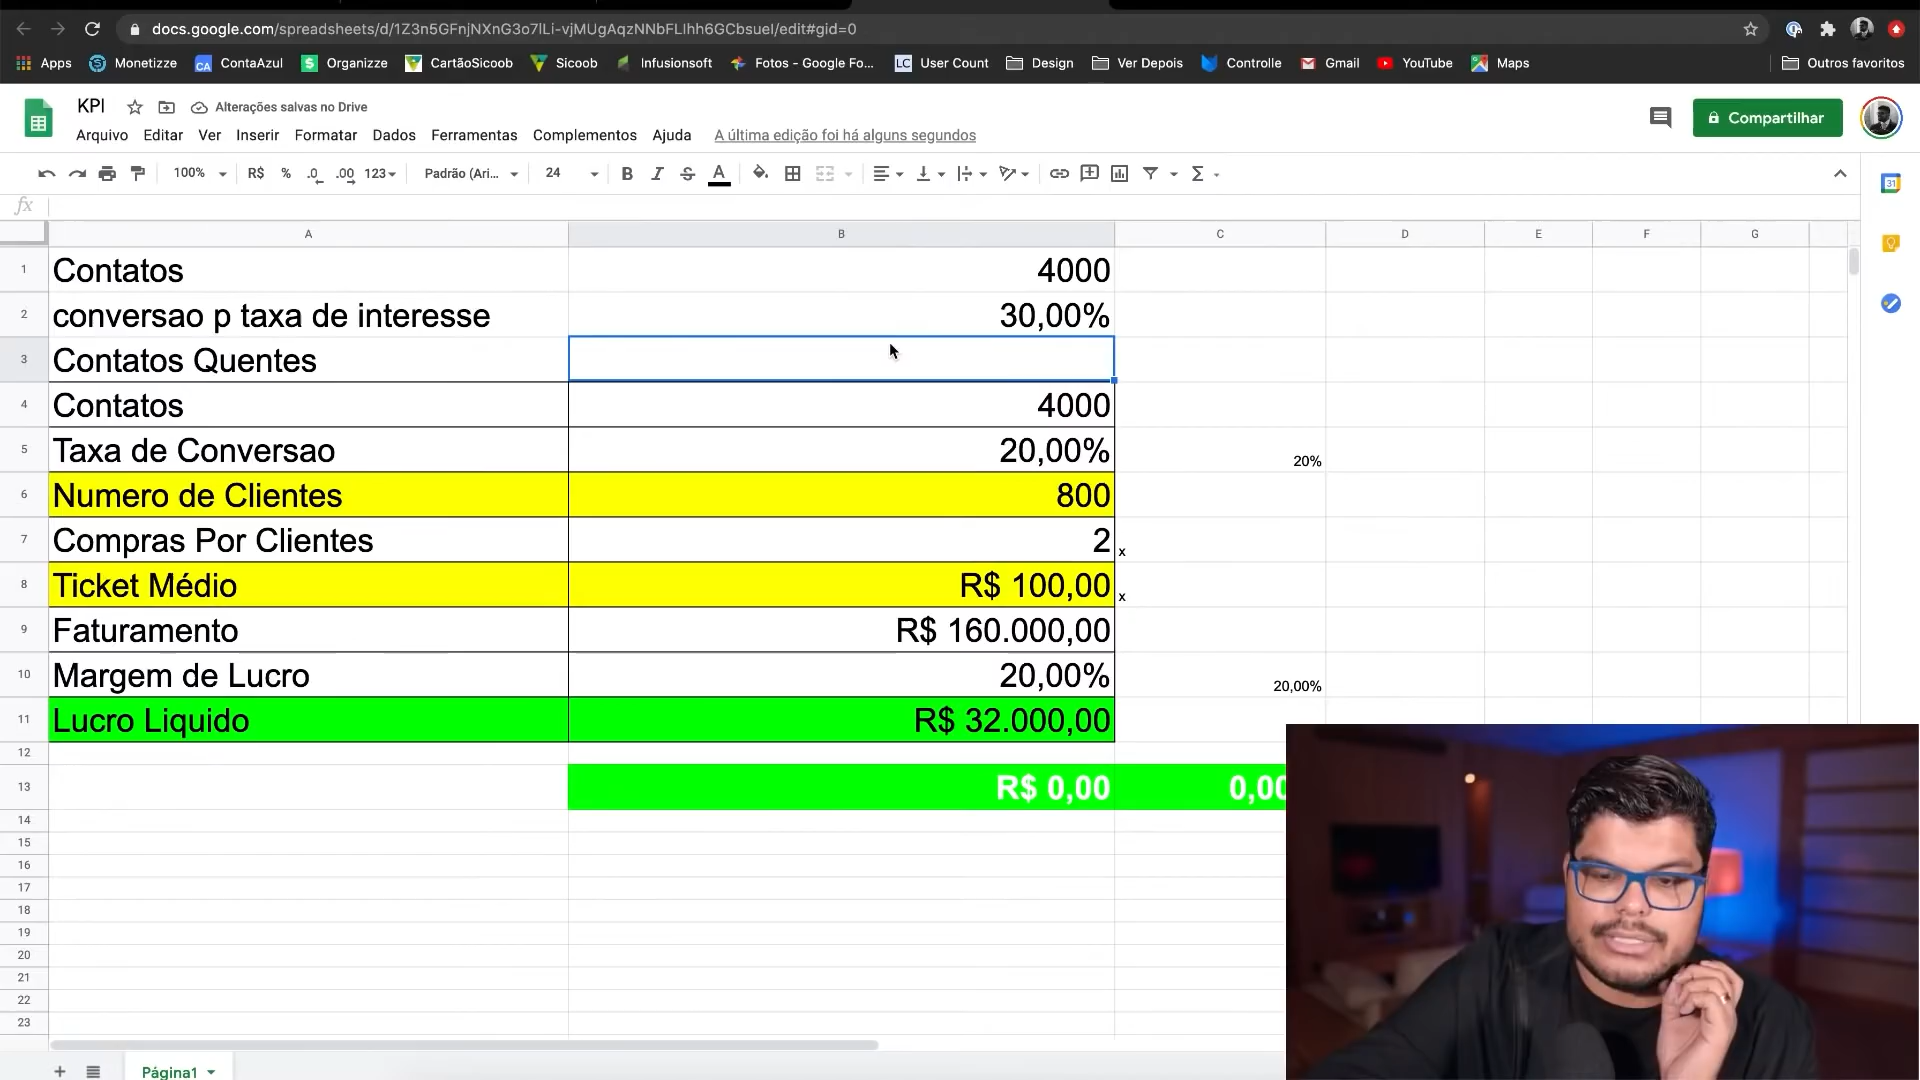 docs.google.com/spreadsheets/d/1Z3n5GFnjNXnG3o7lLi-vjMUgAqzNNbFLIhh6GCbsueI/edit#gid=0
Apps Monetizze CA ContaAzul $ Organizze CartãoSicoob Sicoob Infusionsoft Fotos - Google Fo... LC User Count Design Ver Depois Controlle Gmail YouTube Maps Outros favoritos
KPI Alterações salvas no Drive
Arquivo Editar Ver Inserir Formatar Dados Ferramentas Complementos Ajuda A última edição foi há alguns segundos
Compartilhar
100% R$ % .0 .00 123 Padrão (Ari... 24 B I S A Σ
31
fx
A B C D E F G
1 Contatos 4000
2 conversao p taxa de interesse 30,00%
3 Contatos Quentes
4 Contatos 4000
5 Taxa de Conversao 20,00% 20%
6 Numero de Clientes 800
7 Compras Por Clientes 2 x
8 Ticket Médio R$ 100,00 x
9 Faturamento R$ 160.000,00
10 Margem de Lucro 20,00% 20,00%
11 Lucro Liquido R$ 32.000,00
12
13 R$ 0,00 0,00
14
15
16
17
18
19
20
21
22
23
+ Página1